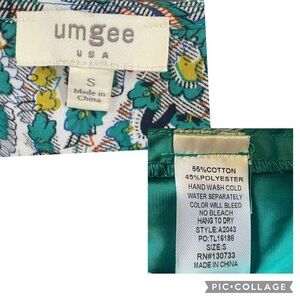 umgee
USA
S
Made in
China
55%COTTON
45%POLYESTER
HAND WASH COLD
WATER SEPARATELY
COLOR WILL BLEED
NO BLEACH
HANG TO DRY
STYLE:A2043
PO:TL16198
SIZE:S
RN#130733
MADE IN CHINA
PIC•COLLAGE